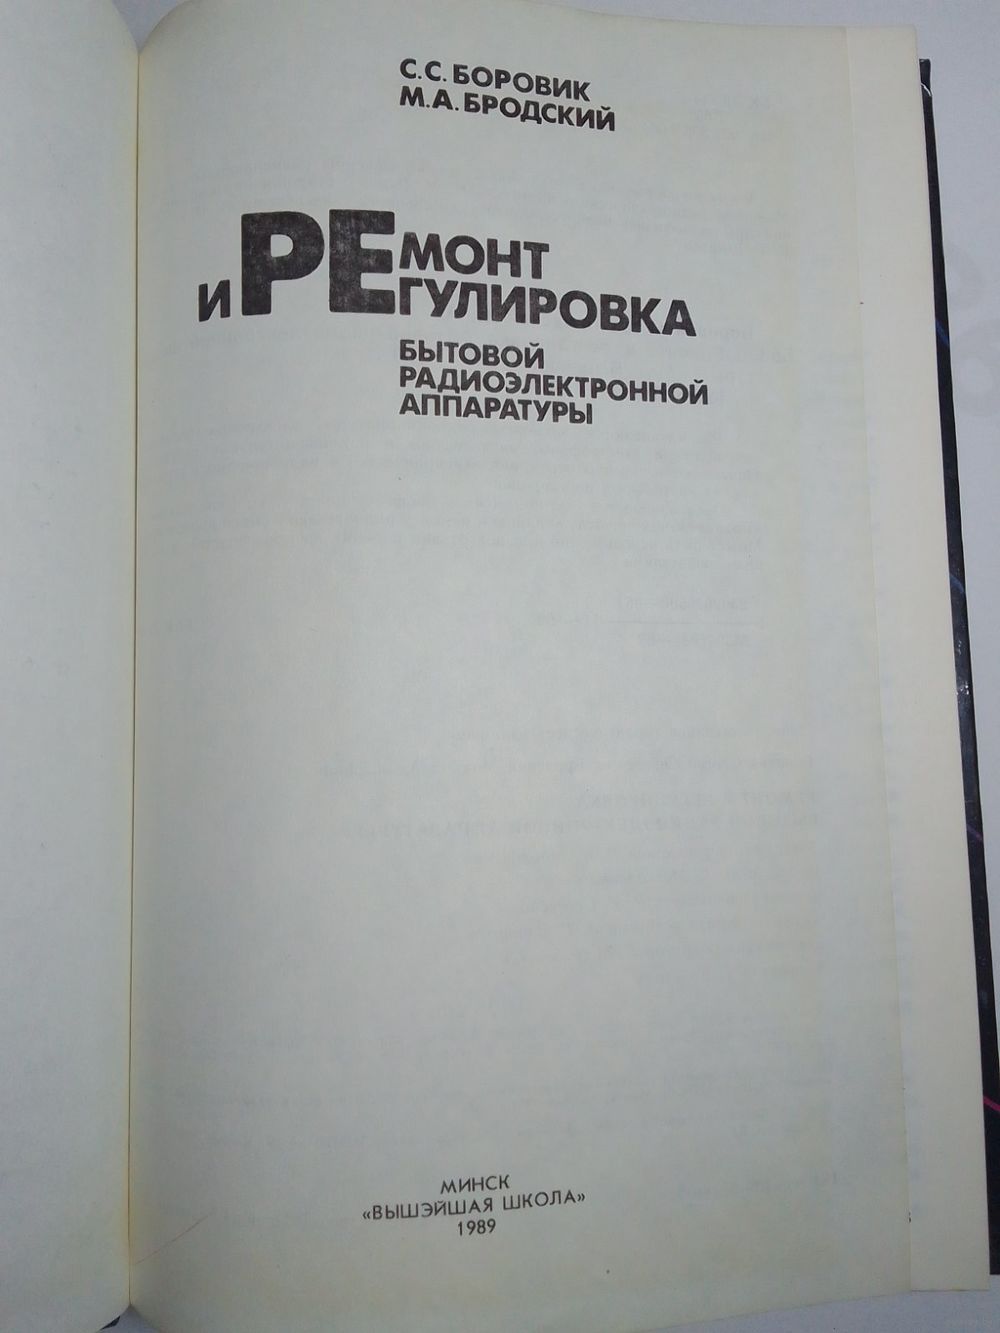 С.С. БОРОВИК
М.А. БРОДСКИЙ
РЕМОНТ
И РЕГУЛИРОВКА
БЫТОВОЙ
РАДИОЭЛЕКТРОННОЙ
АППАРАТУРЫ
МИНСК
«ВЫШЭЙШАЯ ШКОЛА»
1989